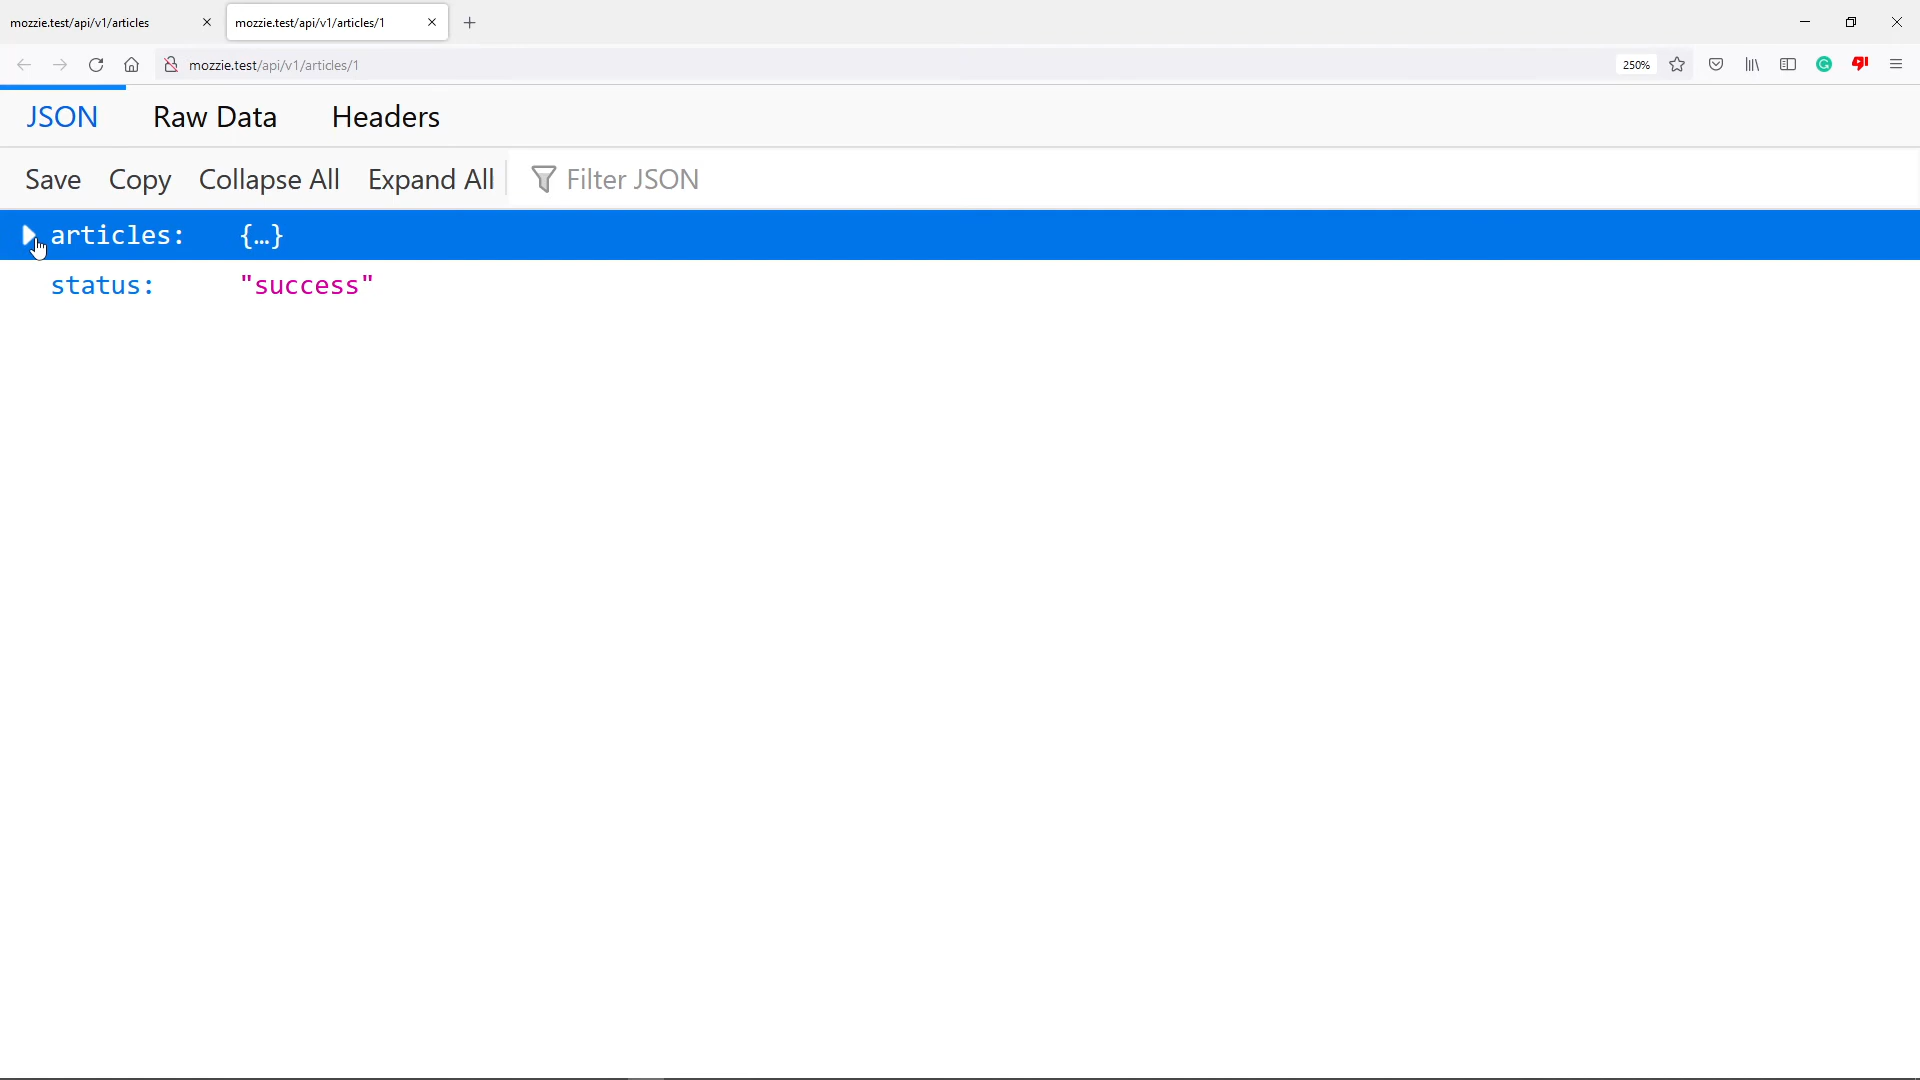 mozzie.test/api/v1/articles
mozzie.test/api/v1/articles/1
mozzie.test/api/v1/articles/1
250%
JSON Raw Data Headers
Save Copy Collapse All Expand All Filter JSON
articles: {…}
status: "success"